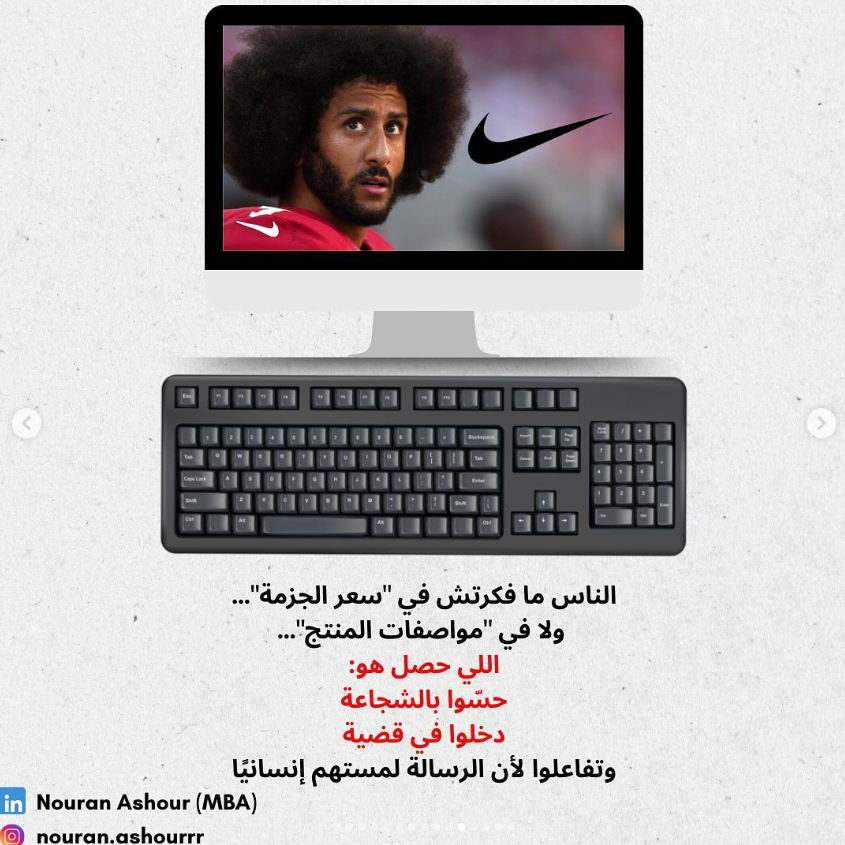 الناس ما فكرتش في "سعر الجزمة"...
ولا في "مواصفات المنتج"...
اللي حصل هو:
حسّوا بالشجاعة
دخلوا في قضية
وتفاعلوا لأن الرسالة لمستهم إنسانيًا
in Nouran Ashour (MBA)
nouran.ashourrr